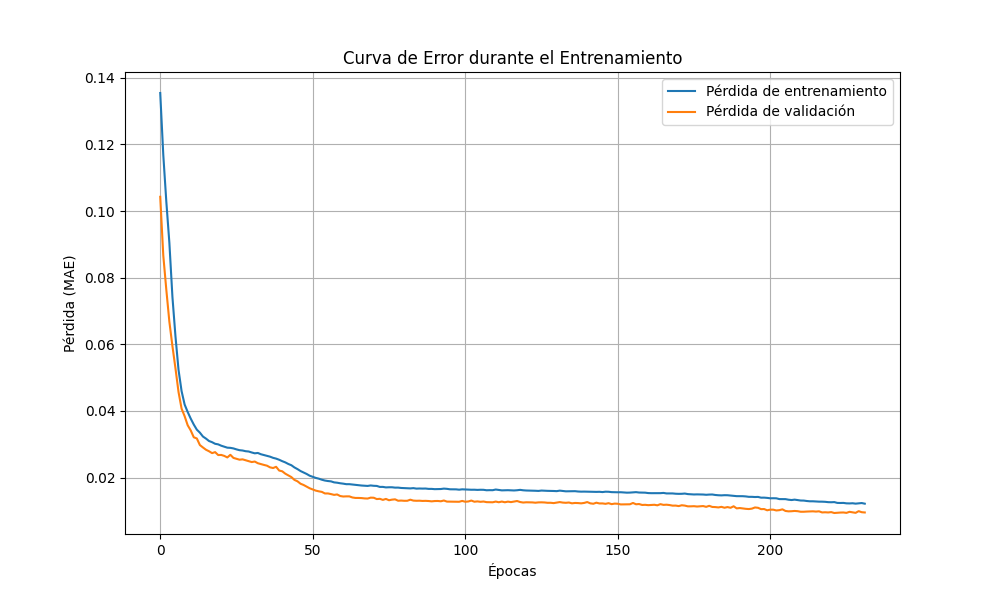 Curva de Error durante el Entrenamiento
Pérdida de entrenamiento
Pérdida de validación
0.14
0.12
0.10
0.08
0.06
0.04
0.02
Pérdida (MAE)
0
50
100
150
200
Épocas